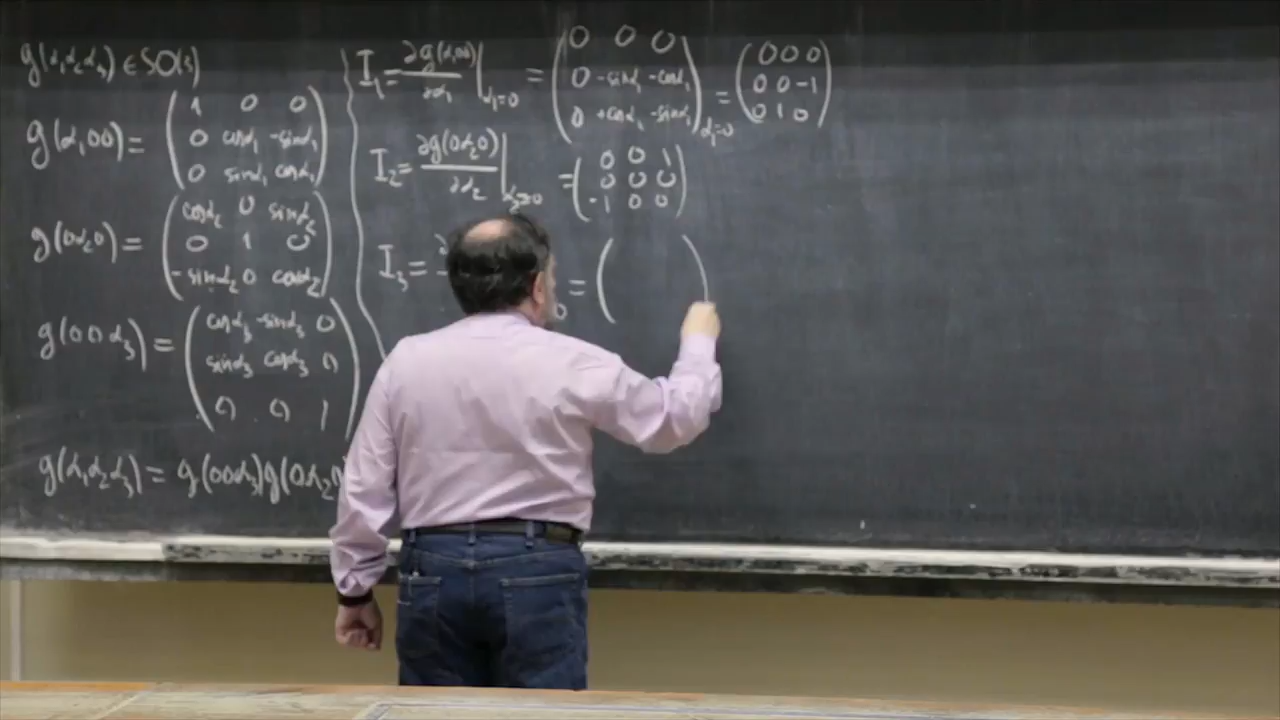 g(α₁α₂α₃) ∈ SO(3)
g(α₁00) =
1 0 0
0 cosα₁ -sinα₁
0 sinα₁ cosα₁
g(0α₂0) =
cosα₂ 0 sinα₂
0 1 0
-sinα₂ 0 cosα₂
g(00α₃) =
cosα₃ -sinα₃ 0
sinα₃ cosα₃ 0
0 0 1
g(α₁α₂α₃) = g(00α₃)g(0α₂0
I₁ = ∂g(α₁00)/∂α₁ |α₁=0 =
0 0 0
0 -sinα₁ -cosα₁
0 +cosα₁ -sinα₁
α₁=0
=
0 0 0
0 0 -1
0 1 0
I₂ = ∂g(0α₂0)/∂α₂ |α₂=0 =
0 0 1
0 0 0
-1 0 0
I₃ = ∂
0 = ( )